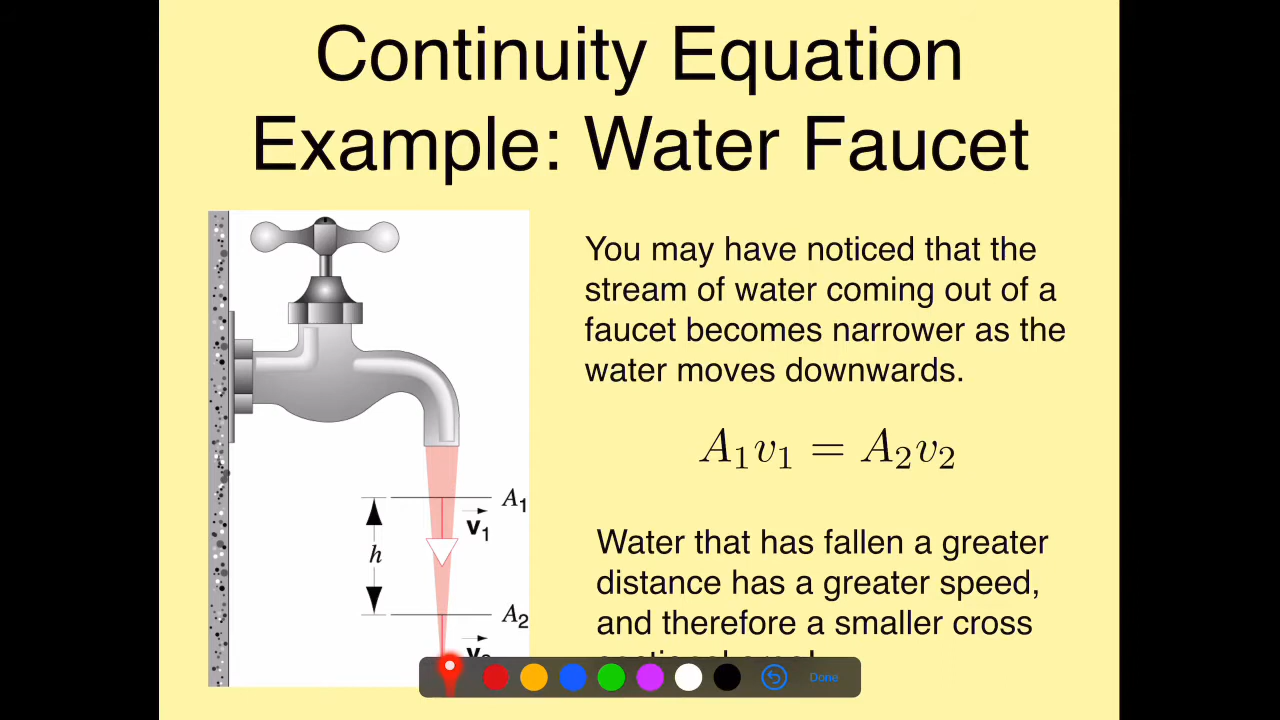 Continuity Equation
Example: Water Faucet
You may have noticed that the
stream of water coming out of a
faucet becomes narrower as the
water moves downwards.
A₁v₁ = A₂v₂
Water that has fallen a greater
distance has a greater speed,
and therefore a smaller cross
A₁
v₁
h
A₂
Done